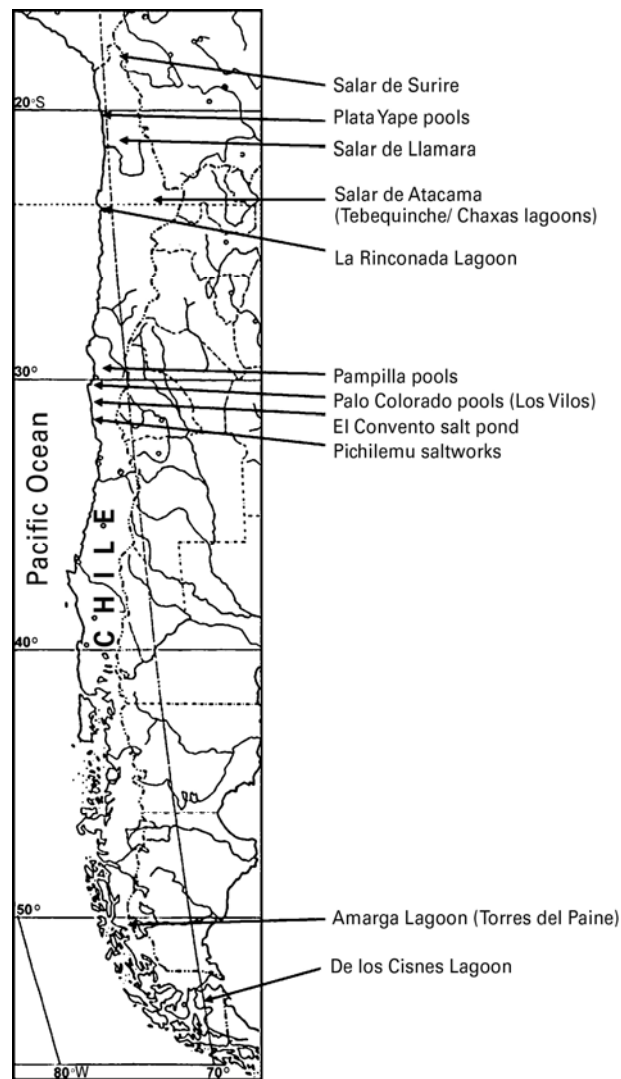 Salar de Surire
20°S
Plata Yape pools
Salar de Llamara
Salar de Atacama
(Tebequinche/ Chaxas lagoons)
La Rinconada Lagoon
30°
Pampilla pools
Palo Colorado pools (Los Vilos)
El Convento salt pond
Pichilemu saltworks
Pacific Ocean
CHILE
40°
50°
Amarga Lagoon (Torres del Paine)
De los Cisnes Lagoon
80°W
70°